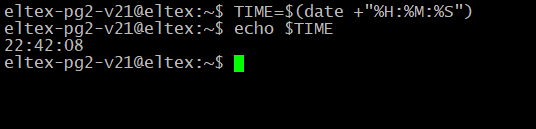 eltex-pg2-v21@eltex:~$ TIME=$(date +"%H:%M:%S")
eltex-pg2-v21@eltex:~$ echo $TIME
22:42:08
eltex-pg2-v21@eltex:~$